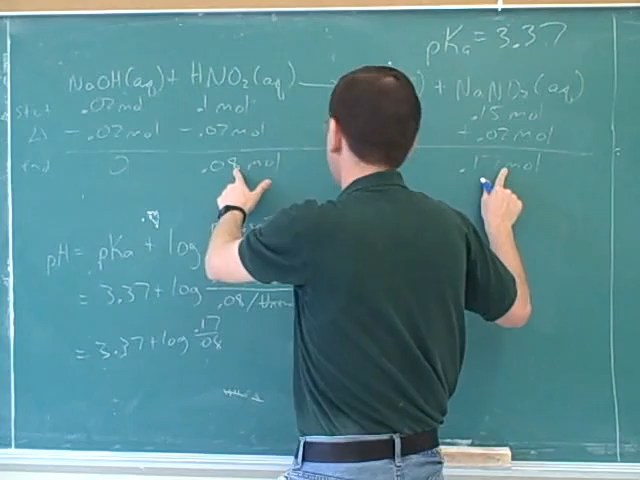 pKa = 3.37
NaOH(aq) + HNO₂(aq) → ) + NaNO₂(aq)
Start .02 mol .1 mol .15 mol
Δ - .02 mol - .02 mol + .02 mol
End 0 .08 mol .17 mol
pH = pKa + log
= 3.37 + log .08/
= 3.37 + log .17/.08